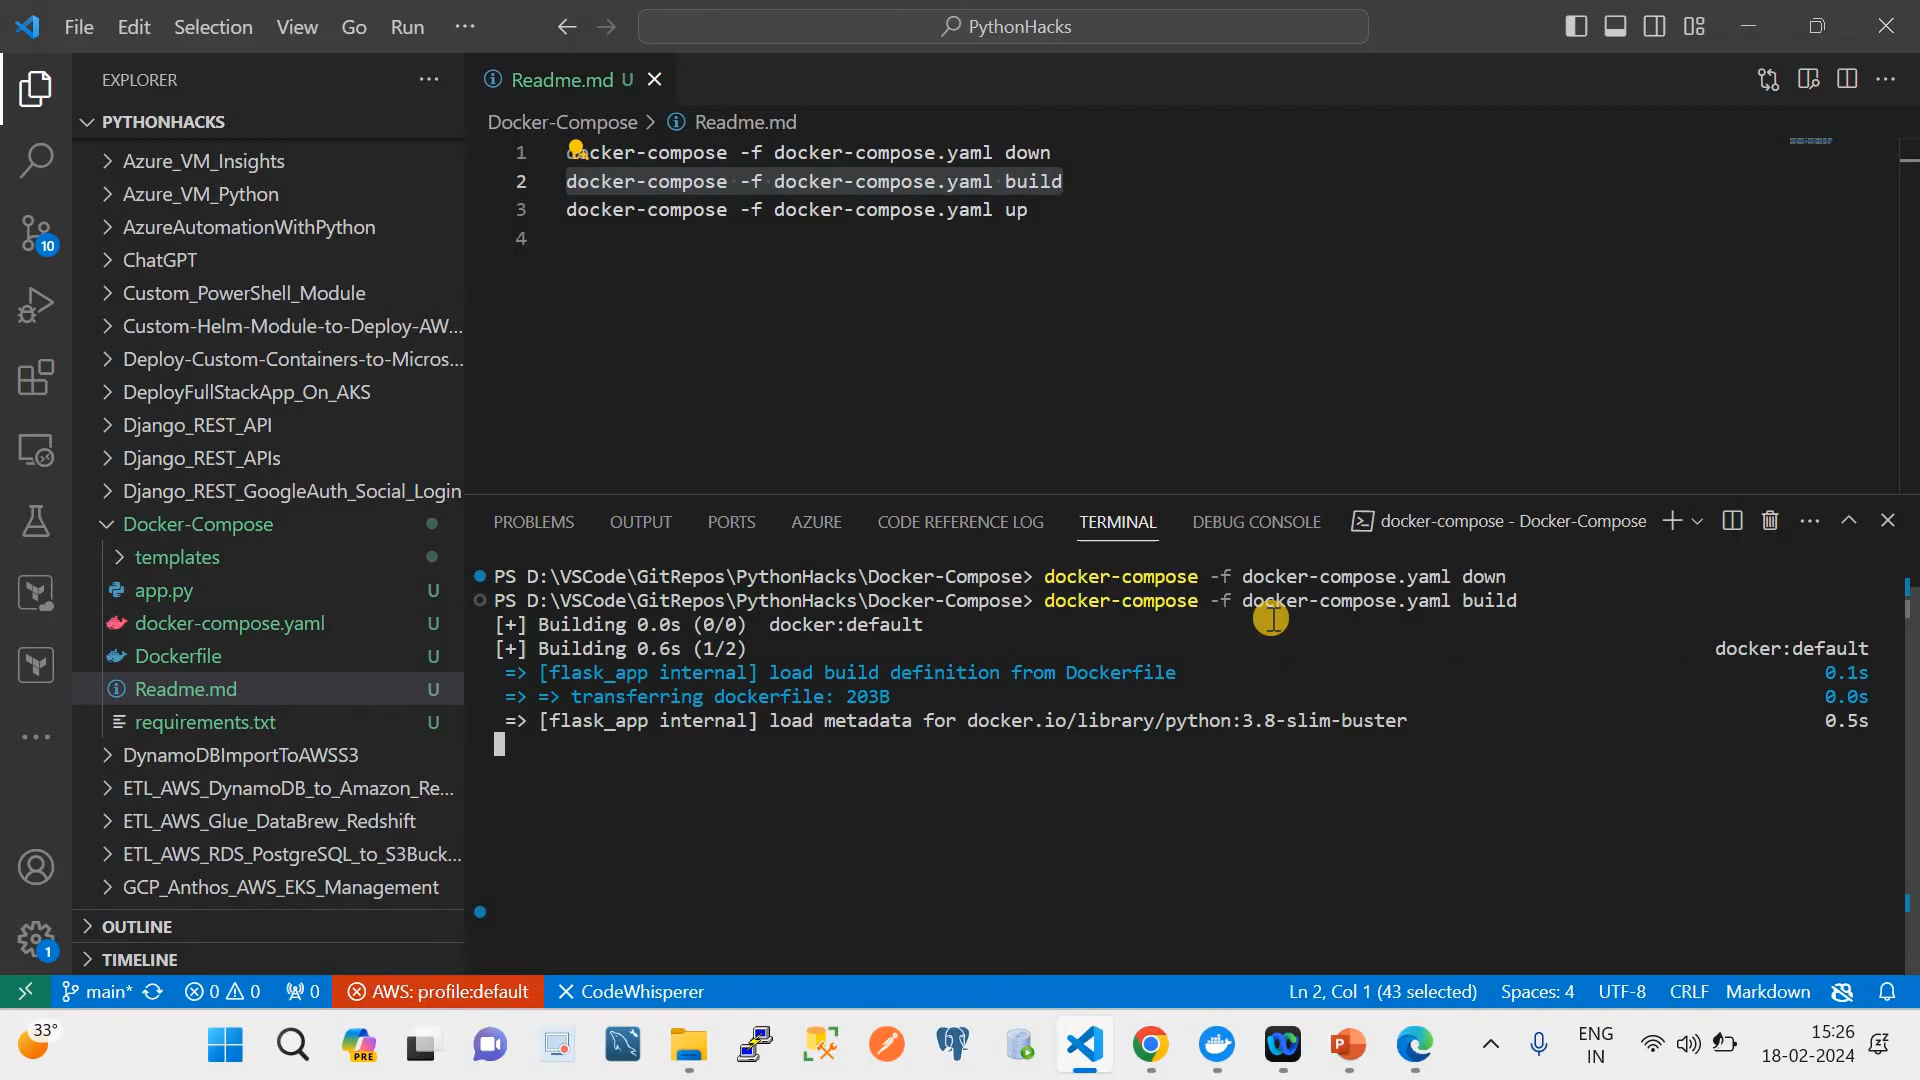 File Edit Selection View Go Run ··· PythonHacks
EXPLORER ···
PYTHONHACKS
Azure_VM_Insights
Azure_VM_Python
AzureAutomationWithPython
ChatGPT
Custom_PowerShell_Module
Custom-Helm-Module-to-Deploy-AW...
Deploy-Custom-Containers-to-Micros...
DeployFullStackApp_On_AKS
Django_REST_API
Django_REST_APIs
Django_REST_GoogleAuth_Social_Login
Docker-Compose
templates
app.py U
docker-compose.yaml U
Dockerfile U
Readme.md U
requirements.txt U
DynamoDBImportToAWSS3
ETL_AWS_DynamoDB_to_Amazon_Re...
ETL_AWS_Glue_DataBrew_Redshift
ETL_AWS_RDS_PostgreSQL_to_S3Buck...
GCP_Anthos_AWS_EKS_Management
OUTLINE
TIMELINE
10
1
Readme.md U
Docker-Compose > Readme.md
1 docker-compose -f docker-compose.yaml down
2 docker-compose -f docker-compose.yaml build
3 docker-compose -f docker-compose.yaml up
4
PROBLEMS OUTPUT PORTS AZURE CODE REFERENCE LOG TERMINAL DEBUG CONSOLE docker-compose - Docker-Compose
PS D:\VSCode\GitRepos\PythonHacks\Docker-Compose> docker-compose -f docker-compose.yaml down
PS D:\VSCode\GitRepos\PythonHacks\Docker-Compose> docker-compose -f docker-compose.yaml build
[+] Building 0.0s (0/0) docker:default
[+] Building 0.6s (1/2) docker:default
=> [flask_app internal] load build definition from Dockerfile 0.1s
=> => transferring dockerfile: 203B 0.0s
=> [flask_app internal] load metadata for docker.io/library/python:3.8-slim-buster 0.5s
main* 0 0 0 AWS: profile:default CodeWhisperer Ln 2, Col 1 (43 selected) Spaces: 4 UTF-8 CRLF Markdown
33° PRE ENG IN 15:26 18-02-2024